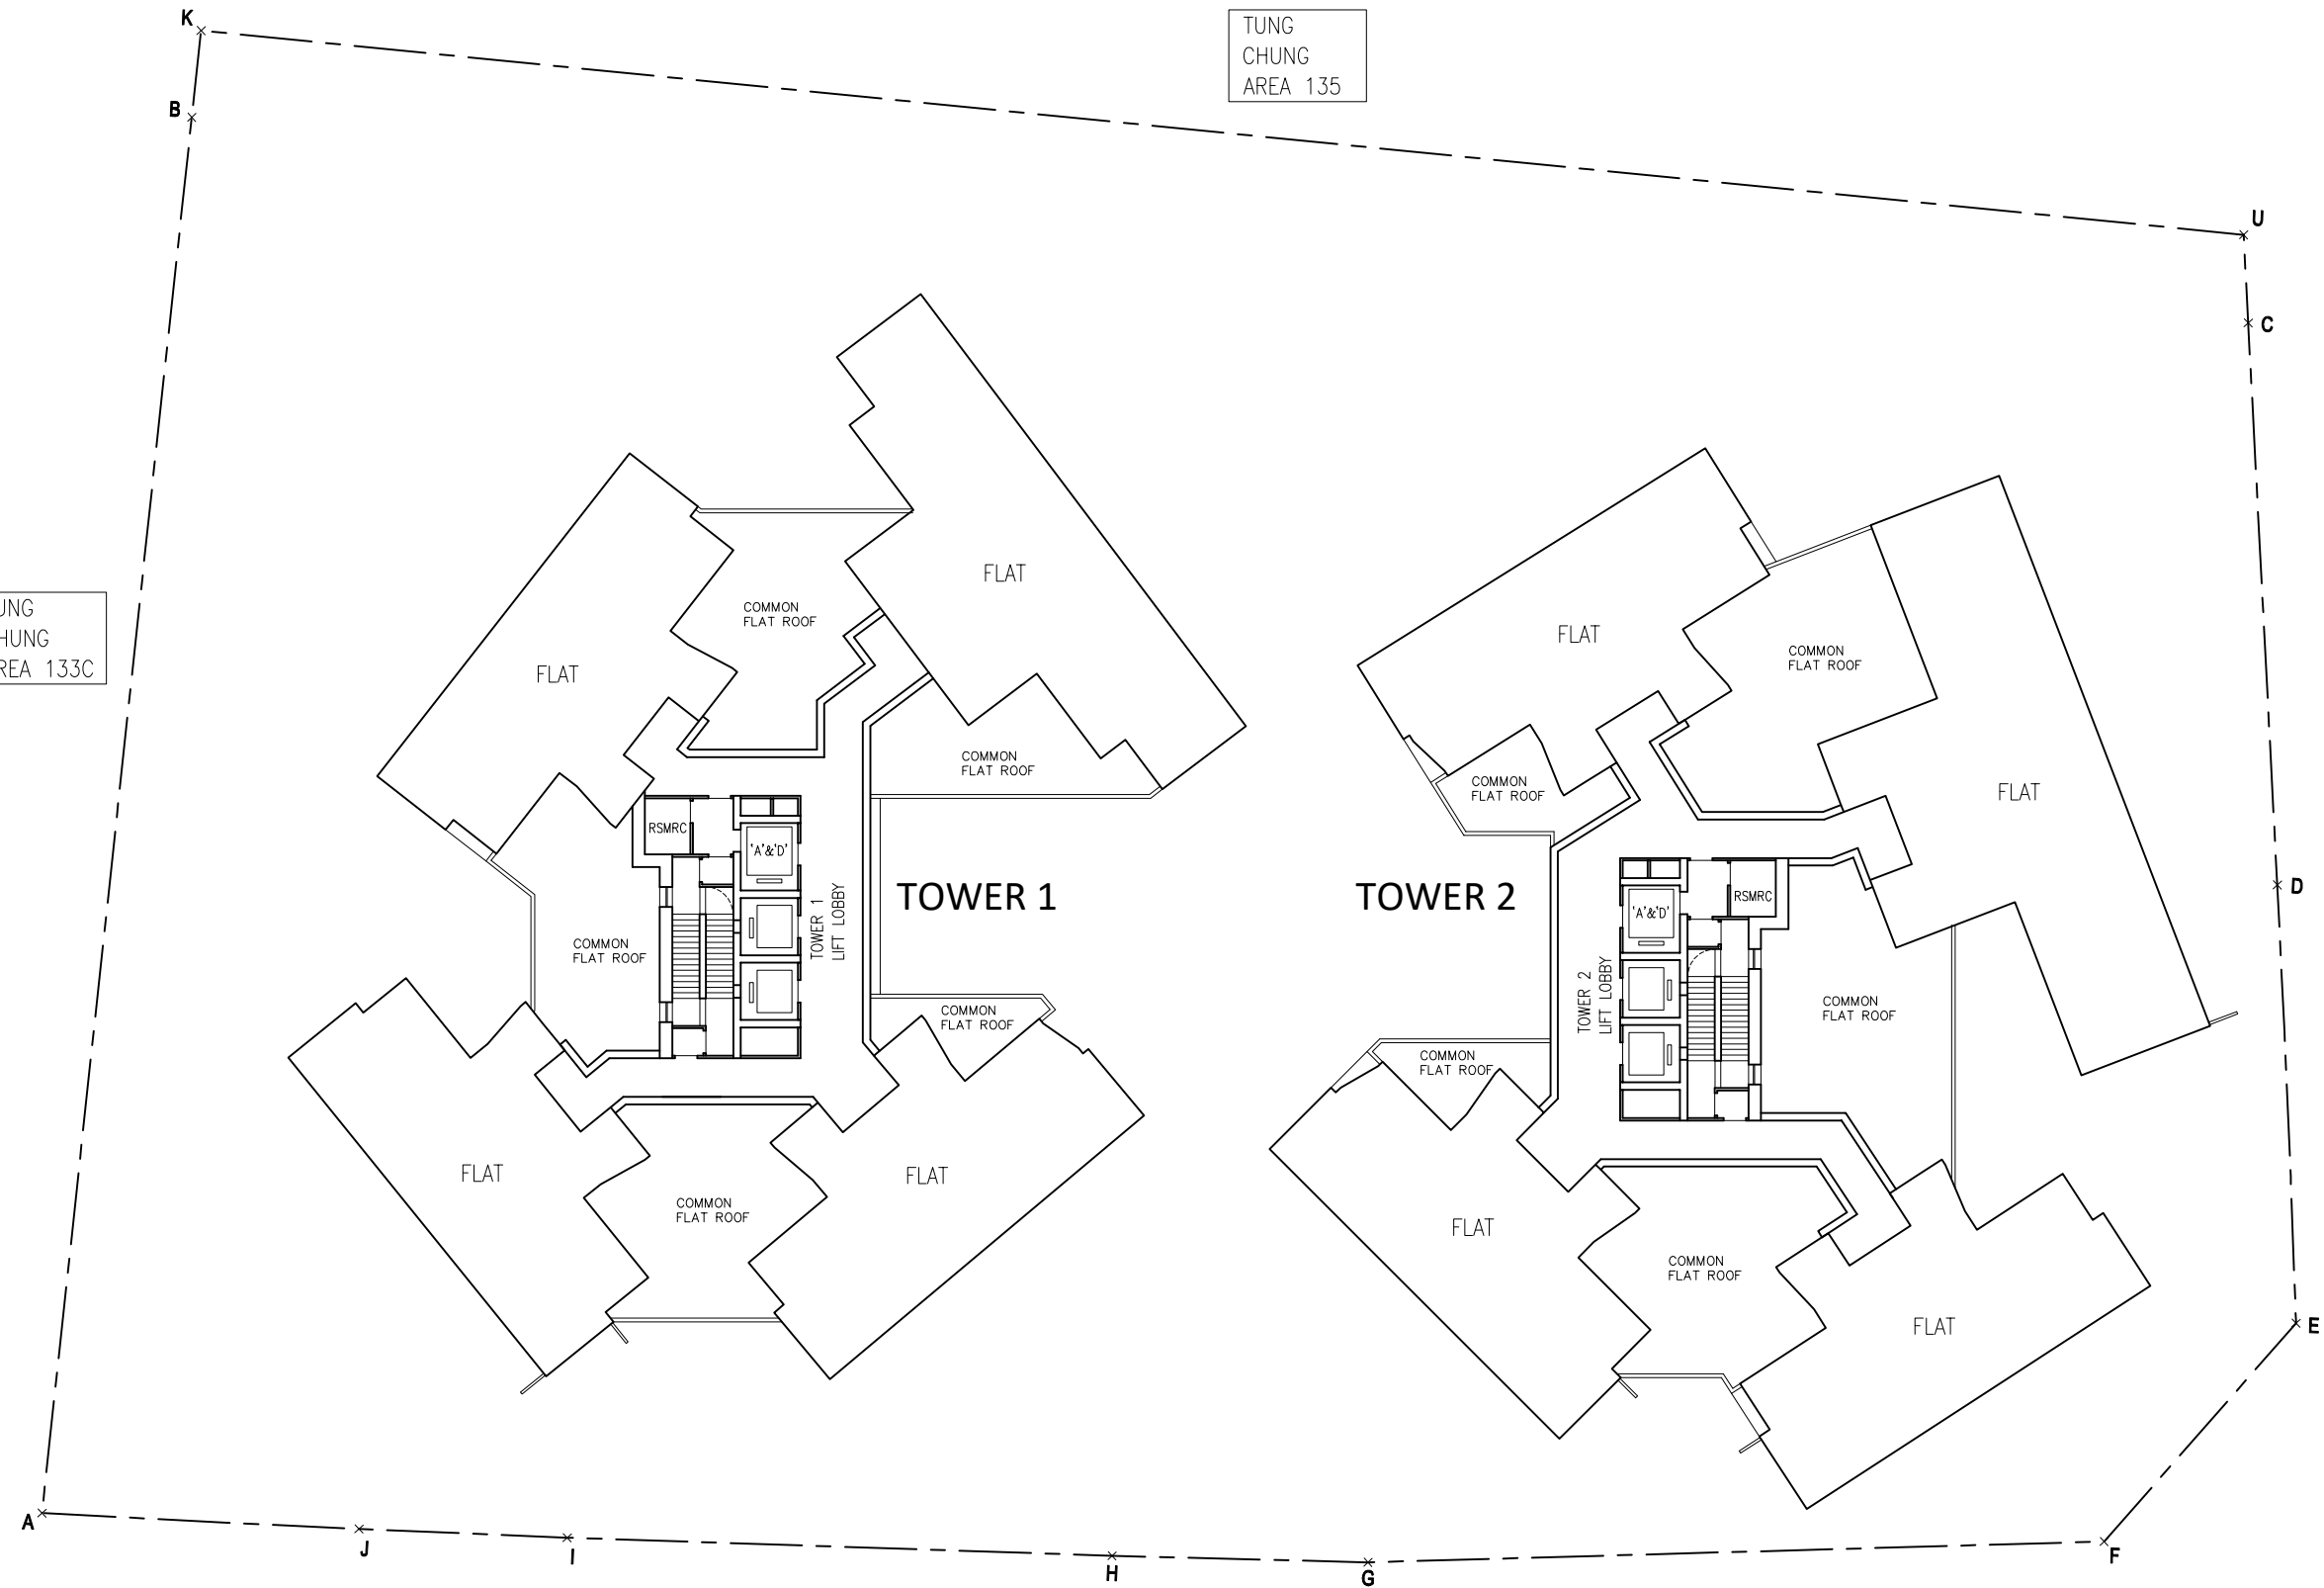 K
TUNG
CHUNG
AREA 135
B
U
C
FLAT
COMMON
FLAT ROOF
FLAT
UNG
HUNG
REA 133C
FLAT
COMMON
FLAT ROOF
COMMON
FLAT ROOF
FLAT
COMMON
FLAT ROOF
FLAT
RSMRC
'A'&'D'
TOWER 1
LIFT LOBBY
TOWER 1
TOWER 2
'A'&'D'
RSMRC
D
COMMON
FLAT ROOF
COMMON
FLAT ROOF
TOWER 2
LIFT LOBBY
COMMON
FLAT ROOF
COMMON
FLAT ROOF
FLAT
FLAT
COMMON
FLAT ROOF
FLAT
COMMON
FLAT ROOF
FLAT
E
A
J
I
H
G
F